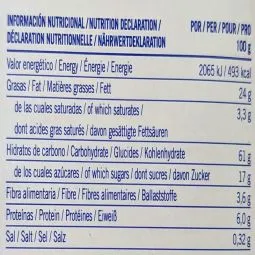 INFORMACIÓN NUTRICIONAL / NUTRITION DECLARATION / POR / PER / POUR / PRO
DÉCLARATION NUTRITIONNELLE / NÄHRWERTDEKLARATION 100 g
Valor energético / Energy / Énergie / Energie 2065 kJ / 493 kcal
Grasas / Fat / Matières grasses / Fett 24 g
de las cuales saturadas / of which saturates / 3,3 g
dont acides gras saturés / davon gesättigte Fettsäuren
Hidratos de carbono / Carbohydrate / Glucides / Kohlenhydrate 61 g
de los cuales azúcares / of which sugars / dont sucres / davon Zucker 17 g
Fibra alimentaria / Fibre / Fibres alimentaires / Ballaststoffe 3,6 g
Proteínas / Protein / Protéines / Eiweiß 6,0 g
Sal / Salt / Sel / Salz 0,32 g